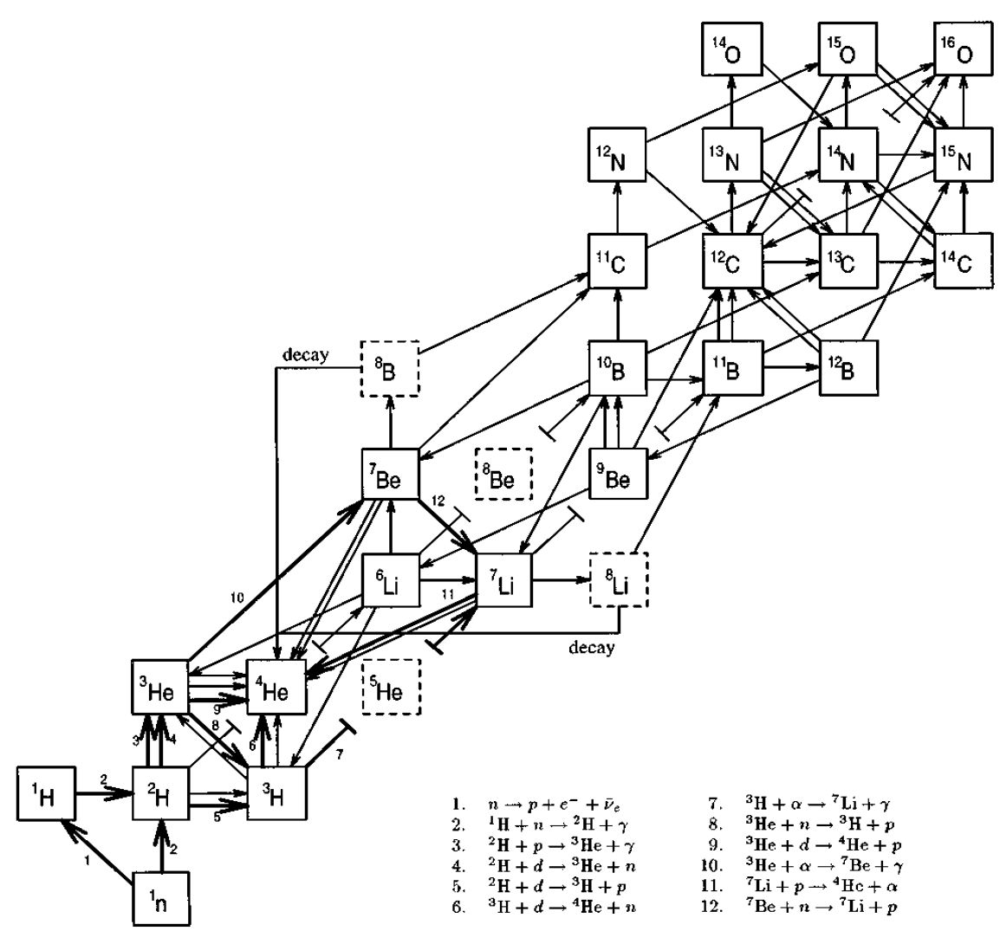 ¹⁴O ¹⁵O ¹⁶O
¹²N ¹³N ¹⁴N ¹⁵N
¹¹C ¹²C ¹³C ¹⁴C
decay ⁸B ¹⁰B ¹¹B ¹²B
⁷Be ⁸Be ⁹Be
12
⁶Li ⁷Li ⁸Li
10 11
decay
³He ⁴He ⁵He
9
3 4 8 6 7
¹H 2 ²H 5 ³H
1 2
¹n
1. n → p + e⁻ + ν̄ₑ
2. ¹H + n → ²H + γ
3. ²H + p → ³He + γ
4. ²H + d → ³He + n
5. ²H + d → ³H + p
6. ³H + d → ⁴He + n
7. ³H + α → ⁷Li + γ
8. ³He + n → ³H + p
9. ³He + d → ⁴He + p
10. ³He + α → ⁷Be + γ
11. ⁷Li + p → ⁴He + α
12. ⁷Be + n → ⁷Li + p